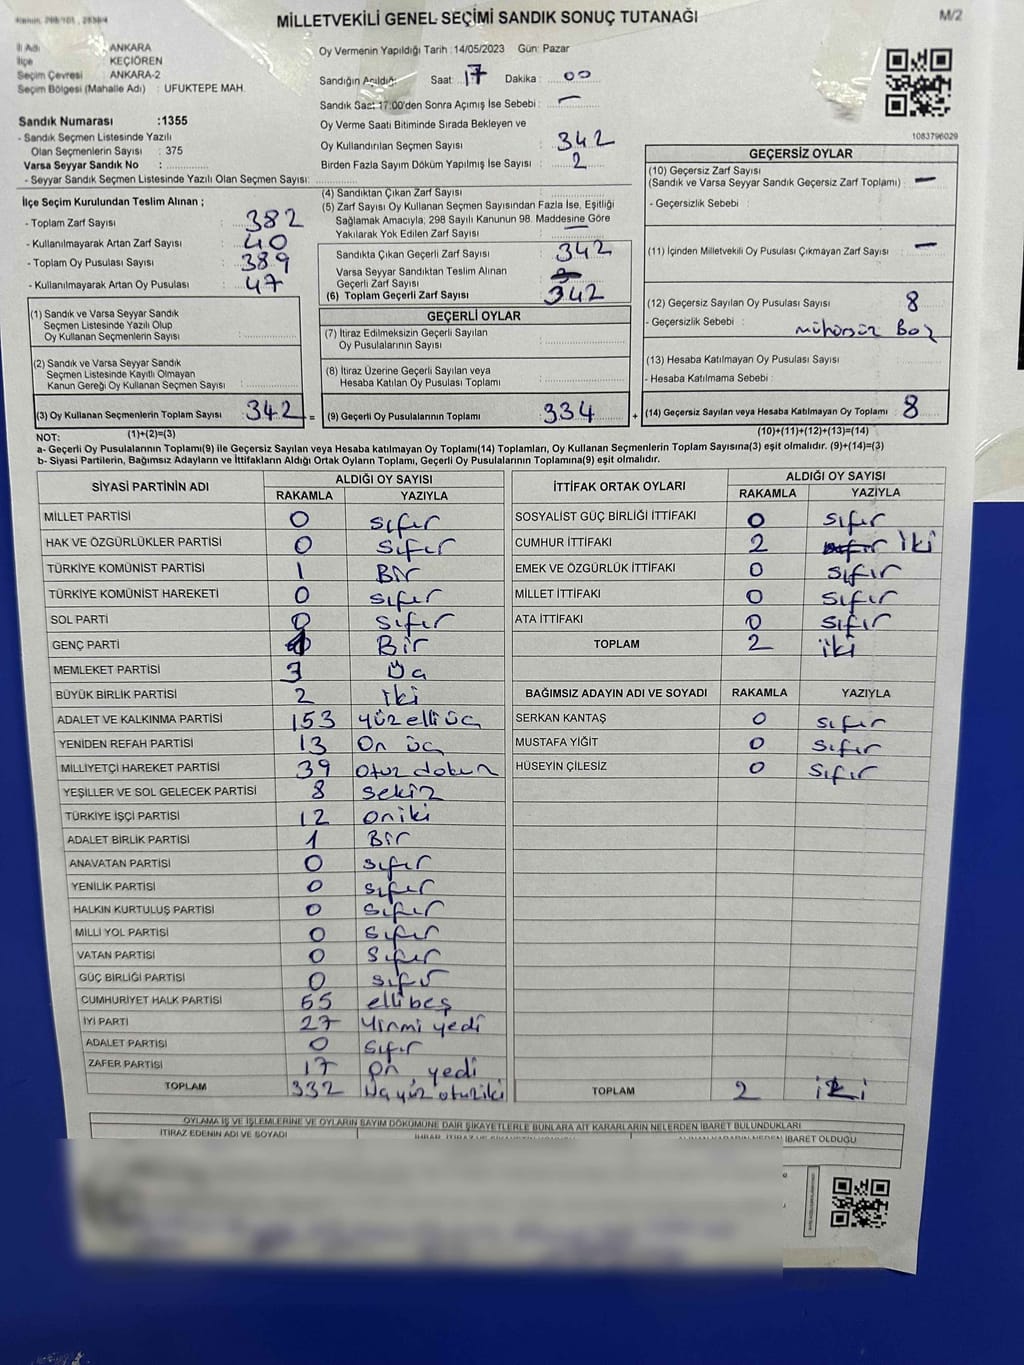 MİLLETVEKİLİ GENEL SEÇİMİ SANDIK SONUÇ TUTANAĞI
M/2
İl Adı : ANKARA
İlçe : KEÇİÖREN
Seçim Çevresi : ANKARA-2
Seçim Bölgesi (Mahalle Adı) : UFUKTEPE MAH.
Sandık Numarası :1355
- Sandık Seçmen Listesinde Yazılı
Olan Seçmenlerin Sayısı : 375
Varsa Seyyar Sandık No :
- Seyyar Sandık Seçmen Listesinde Yazılı Olan Seçmen Sayısı:
Oy Vermenin Yapıldığı Tarih : 14/05/2023 Gün: Pazar
Sandığın Açıldığı Saat 17 Dakika : 00
Sandık Saat 17:00'den Sonra Açımış İse Sebebi : —
Oy Verme Saati Bitiminde Sırada Bekleyen ve
Oy Kullandırılan Seçmen Sayısı : 342
Birden Fazla Sayım Döküm Yapılmış İse Sayısı : 2
1083796029
İlçe Seçim Kurulundan Teslim Alınan ;
- Toplam Zarf Sayısı : 382
- Kullanılmayarak Artan Zarf Sayısı : 40
- Toplam Oy Pusulası Sayısı : 389
- Kullanılmayarak Artan Oy Pusulası : 47
(4) Sandıktan Çıkan Zarf Sayısı :
(5) Zarf Sayısı Oy Kullanan Seçmen Sayısından Fazla İse, Eşitliği
Sağlamak Amacıyla, 298 Sayılı Kanunun 98. Maddesine Göre
Yakılarak Yok Edilen Zarf Sayısı : —
Sandıkta Çıkan Geçerli Zarf Sayısı : 342
Varsa Seyyar Sandıktan Teslim Alınan
Geçerli Zarf Sayısı :
(6) Toplam Geçerli Zarf Sayısı : 342
GEÇERSİZ OYLAR
(10) Geçersiz Zarf Sayısı
(Sandık ve Varsa Seyyar Sandık Geçersiz Zarf Toplamı) : —
- Geçersizlik Sebebi :
(11) İçinden Milletvekili Oy Pusulası Çıkmayan Zarf Sayısı : —
(12) Geçersiz Sayılan Oy Pusulası Sayısı : 8
- Geçersizlik Sebebi : mühürsüz Boş
(13) Hesaba Katılmayan Oy Pusulası Sayısı :
- Hesaba Katılmama Sebebi :
(14) Geçersiz Sayılan veya Hesaba Katılmayan Oy Toplamı : 8
(10)+(11)+(12)+(13)=(14)
(1) Sandık ve Varsa Seyyar Sandık
Seçmen Listesinde Yazılı Olup
Oy Kullanan Seçmenlerin Sayısı :
(2) Sandık ve Varsa Seyyar Sandık
Seçmen Listesinde Kayıtlı Olmayan
Kanun Gereği Oy Kullanan Seçmen Sayısı :
(3) Oy Kullanan Seçmenlerin Toplam Sayısı : 342 =
(1)+(2)=(3)
GEÇERLİ OYLAR
(7) İtiraz Edilmeksizin Geçerli Sayılan
Oy Pusulalarının Sayısı :
(8) İtiraz Üzerine Geçerli Sayılan veya
Hesaba Katılan Oy Pusulası Toplamı :
(9) Geçerli Oy Pusulalarının Toplamı : 334 +
NOT:
a- Geçerli Oy Pusulalarının Toplamı(9) ile Geçersiz Sayılan veya Hesaba katılmayan Oy Toplamı(14) Toplamları, Oy Kullanan Seçmenlerin Toplam Sayısına(3) eşit olmalıdır. (9)+(14)=(3)
b- Siyasi Partilerin, Bağımsız Adayların ve İttifakların Aldığı Ortak Oyların Toplamı, Geçerli Oy Pusulalarının Toplamına(9) eşit olmalıdır.
SİYASİ PARTİNİN ADI ALDIĞI OY SAYISI
RAKAMLA YAZIYLA
MİLLET PARTİSİ 0 sıfır
HAK VE ÖZGÜRLÜKLER PARTİSİ 0 sıfır
TÜRKİYE KOMÜNİST PARTİSİ 1 Bir
TÜRKİYE KOMÜNİST HAREKETİ 0 sıfır
SOL PARTİ 0 sıfır
GENÇ PARTİ 1 Bir
MEMLEKET PARTİSİ 3 Üç
BÜYÜK BİRLİK PARTİSİ 2 iki
ADALET VE KALKINMA PARTİSİ 153 yüz elli üç
YENİDEN REFAH PARTİSİ 13 On üç
MİLLİYETÇİ HAREKET PARTİSİ 39 otuz dokuz
YEŞİLLER VE SOL GELECEK PARTİSİ 8 sekiz
TÜRKİYE İŞÇİ PARTİSİ 12 oniki
ADALET BİRLİK PARTİSİ 1 Bir
ANAVATAN PARTİSİ 0 sıfır
YENİLİK PARTİSİ 0 sıfır
HALKIN KURTULUŞ PARTİSİ 0 sıfır
MİLLİ YOL PARTİSİ 0 sıfır
VATAN PARTİSİ 0 sıfır
GÜÇ BİRLİĞİ PARTİSİ 0 sıfır
CUMHURİYET HALK PARTİSİ 55 elli beş
İYİ PARTİ 27 Yirmi yedi
ADALET PARTİSİ 0 sıfır
ZAFER PARTİSİ 17 on yedi
TOPLAM 332 üç yüz otuz iki
İTTİFAK ORTAK OYLARI ALDIĞI OY SAYISI
RAKAMLA YAZIYLA
SOSYALİST GÜÇ BİRLİĞİ İTTİFAKI 0 sıfır
CUMHUR İTTİFAKI 2 iki
EMEK VE ÖZGÜRLÜK İTTİFAKI 0 sıfır
MİLLET İTTİFAKI 0 sıfır
ATA İTTİFAKI 0 sıfır
TOPLAM 2 iki
BAĞIMSIZ ADAYIN ADI VE SOYADI RAKAMLA YAZIYLA
SERKAN KANTAŞ 0 sıfır
MUSTAFA YİĞİT 0 sıfır
HÜSEYİN ÇİLESİZ 0 sıfır
TOPLAM 2 iki
OYLAMA İŞ VE İŞLEMLERİNE VE OYLARIN SAYIM DÖKÜMÜNE DAİR ŞİKAYETLERLE BUNLARA AİT KARARLARIN NELERDEN İBARET BULUNDUKLARI
İTİRAZ EDENİN ADI VE SOYADI
İBARET OLDUĞU